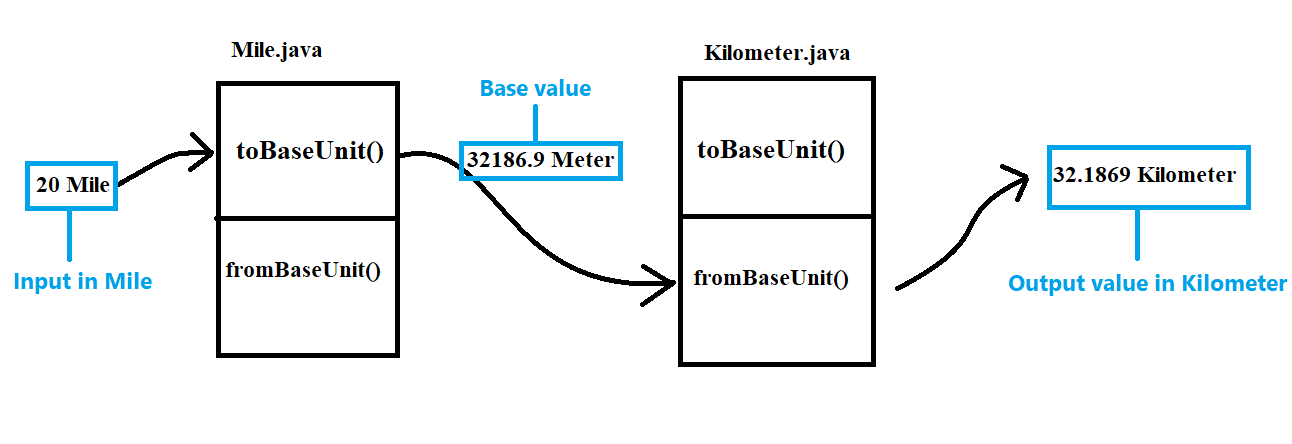 Mile.java
Kilometer.java
Base value
toBaseUnit()
32186.9 Meter
toBaseUnit()
20 Mile
32.1869 Kilometer
Input in Mile
fromBaseUnit()
fromBaseUnit()
Output value in Kilometer